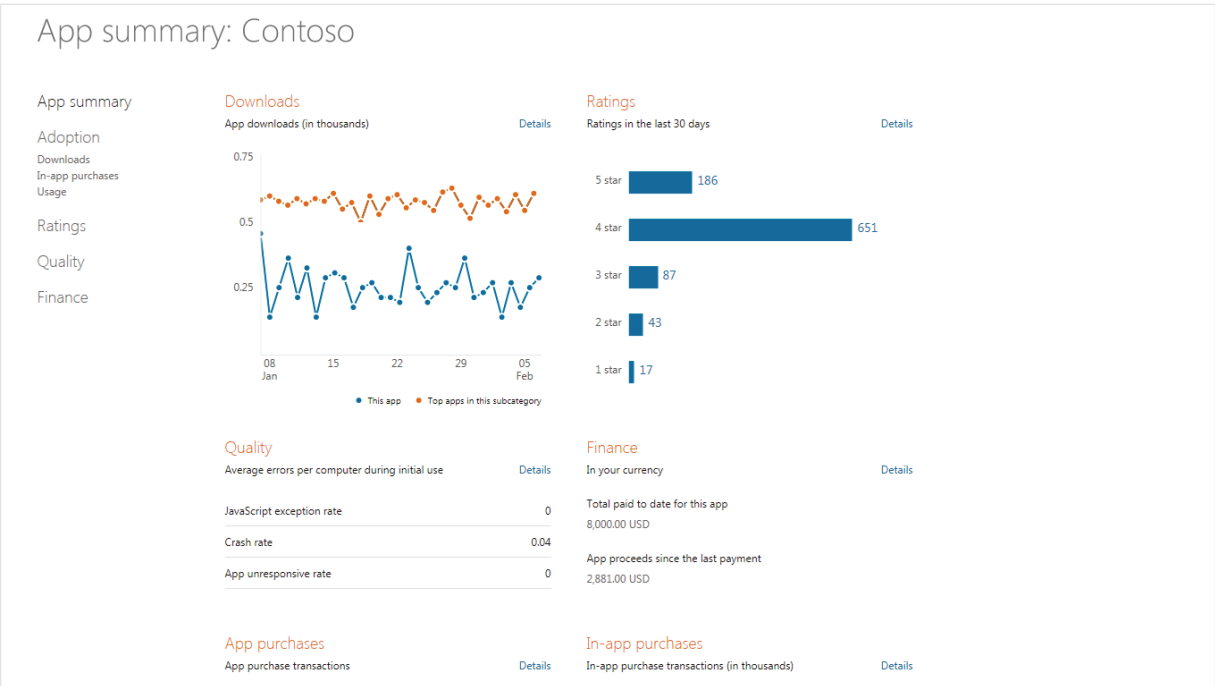 App summary: Contoso
App summary
Adoption
Downloads
In-app purchases
Usage
Ratings
Quality
Finance
Downloads
App downloads (in thousands)
Details
0.75
0.5
0.25
08
Jan
15
22
29
05
Feb
This app
Top apps in this subcategory
Ratings
Ratings in the last 30 days
Details
5 star 186
4 star 651
3 star 87
2 star 43
1 star 17
Quality
Average errors per computer during initial use
Details
JavaScript exception rate 0
Crash rate 0.04
App unresponsive rate 0
Finance
In your currency
Details
Total paid to date for this app
8,000.00 USD
App proceeds since the last payment
2,881.00 USD
App purchases
App purchase transactions
Details
In-app purchases
In-app purchase transactions (in thousands)
Details